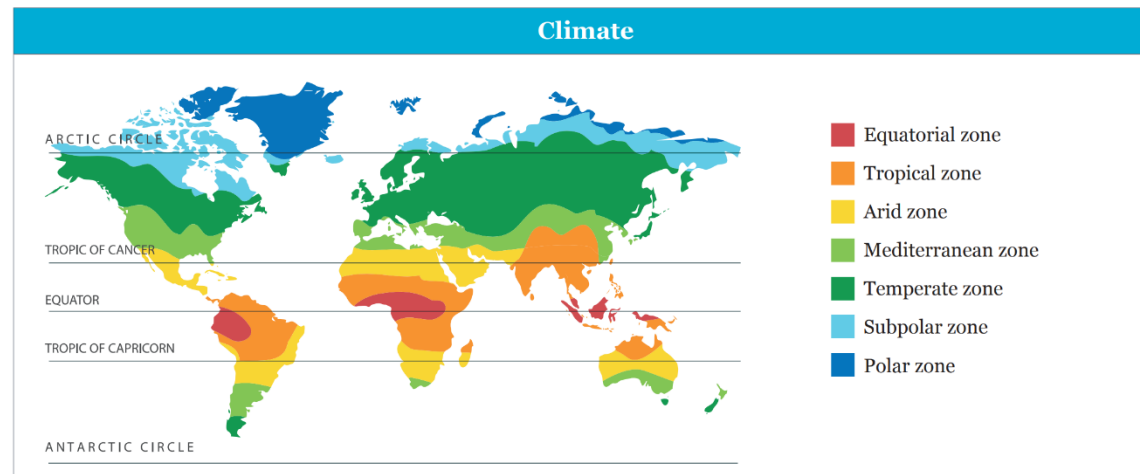 Climate
ARCTIC CIRCLE
TROPIC OF CANCER
EQUATOR
TROPIC OF CAPRICORN
ANTARCTIC CIRCLE
Equatorial zone
Tropical zone
Arid zone
Mediterranean zone
Temperate zone
Subpolar zone
Polar zone